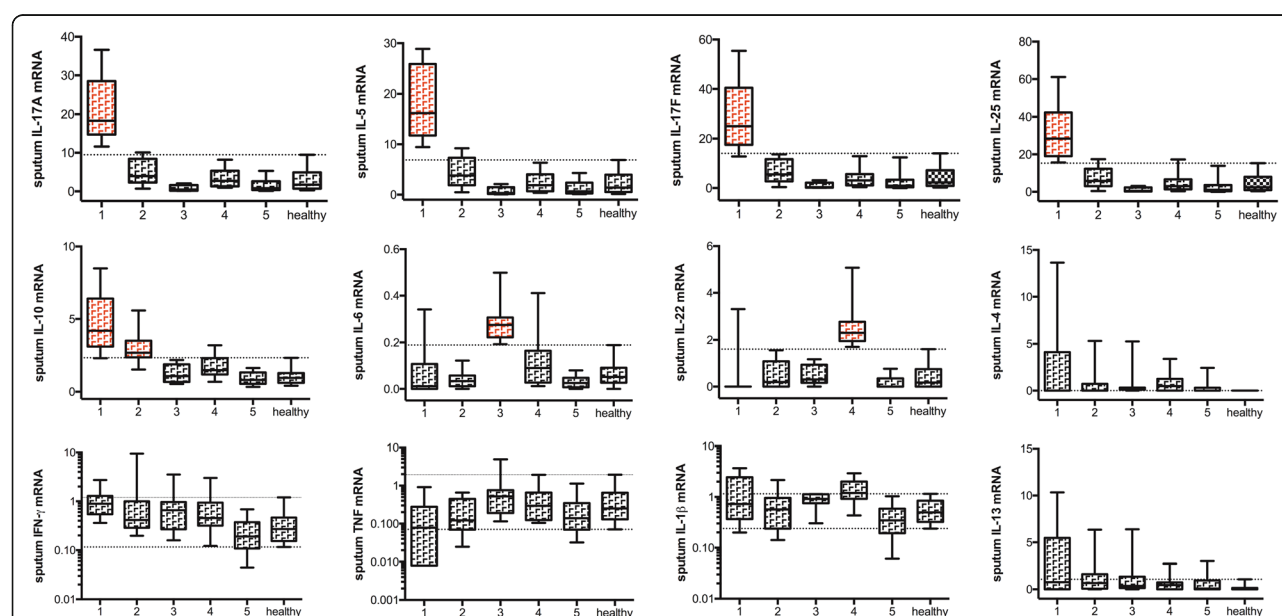 sputum IL-17A mRNA
40
30
20
10
0
1 2 3 4 5 healthy
sputum IL-5 mRNA
30
20
10
0
1 2 3 4 5 healthy
sputum IL-17F mRNA
60
40
20
0
1 2 3 4 5 healthy
sputum IL-25 mRNA
80
60
40
20
0
1 2 3 4 5 healthy
sputum IL-10 mRNA
10
5
0
1 2 3 4 5 healthy
sputum IL-6 mRNA
0.6
0.4
0.2
0.0
1 2 3 4 5 healthy
sputum IL-22 mRNA
6
4
2
0
1 2 3 4 5 healthy
sputum IL-4 mRNA
15
10
5
0
1 2 3 4 5 healthy
sputum IFN-γ mRNA
10
1
0.10
0.01
1 2 3 4 5 healthy
sputum TNF mRNA
10
1
0.100
0.010
0.001
1 2 3 4 5 healthy
sputum IL-1β mRNA
10
1
0.10
0.01
1 2 3 4 5 healthy
sputum IL-13 mRNA
15
10
5
0
1 2 3 4 5 healthy